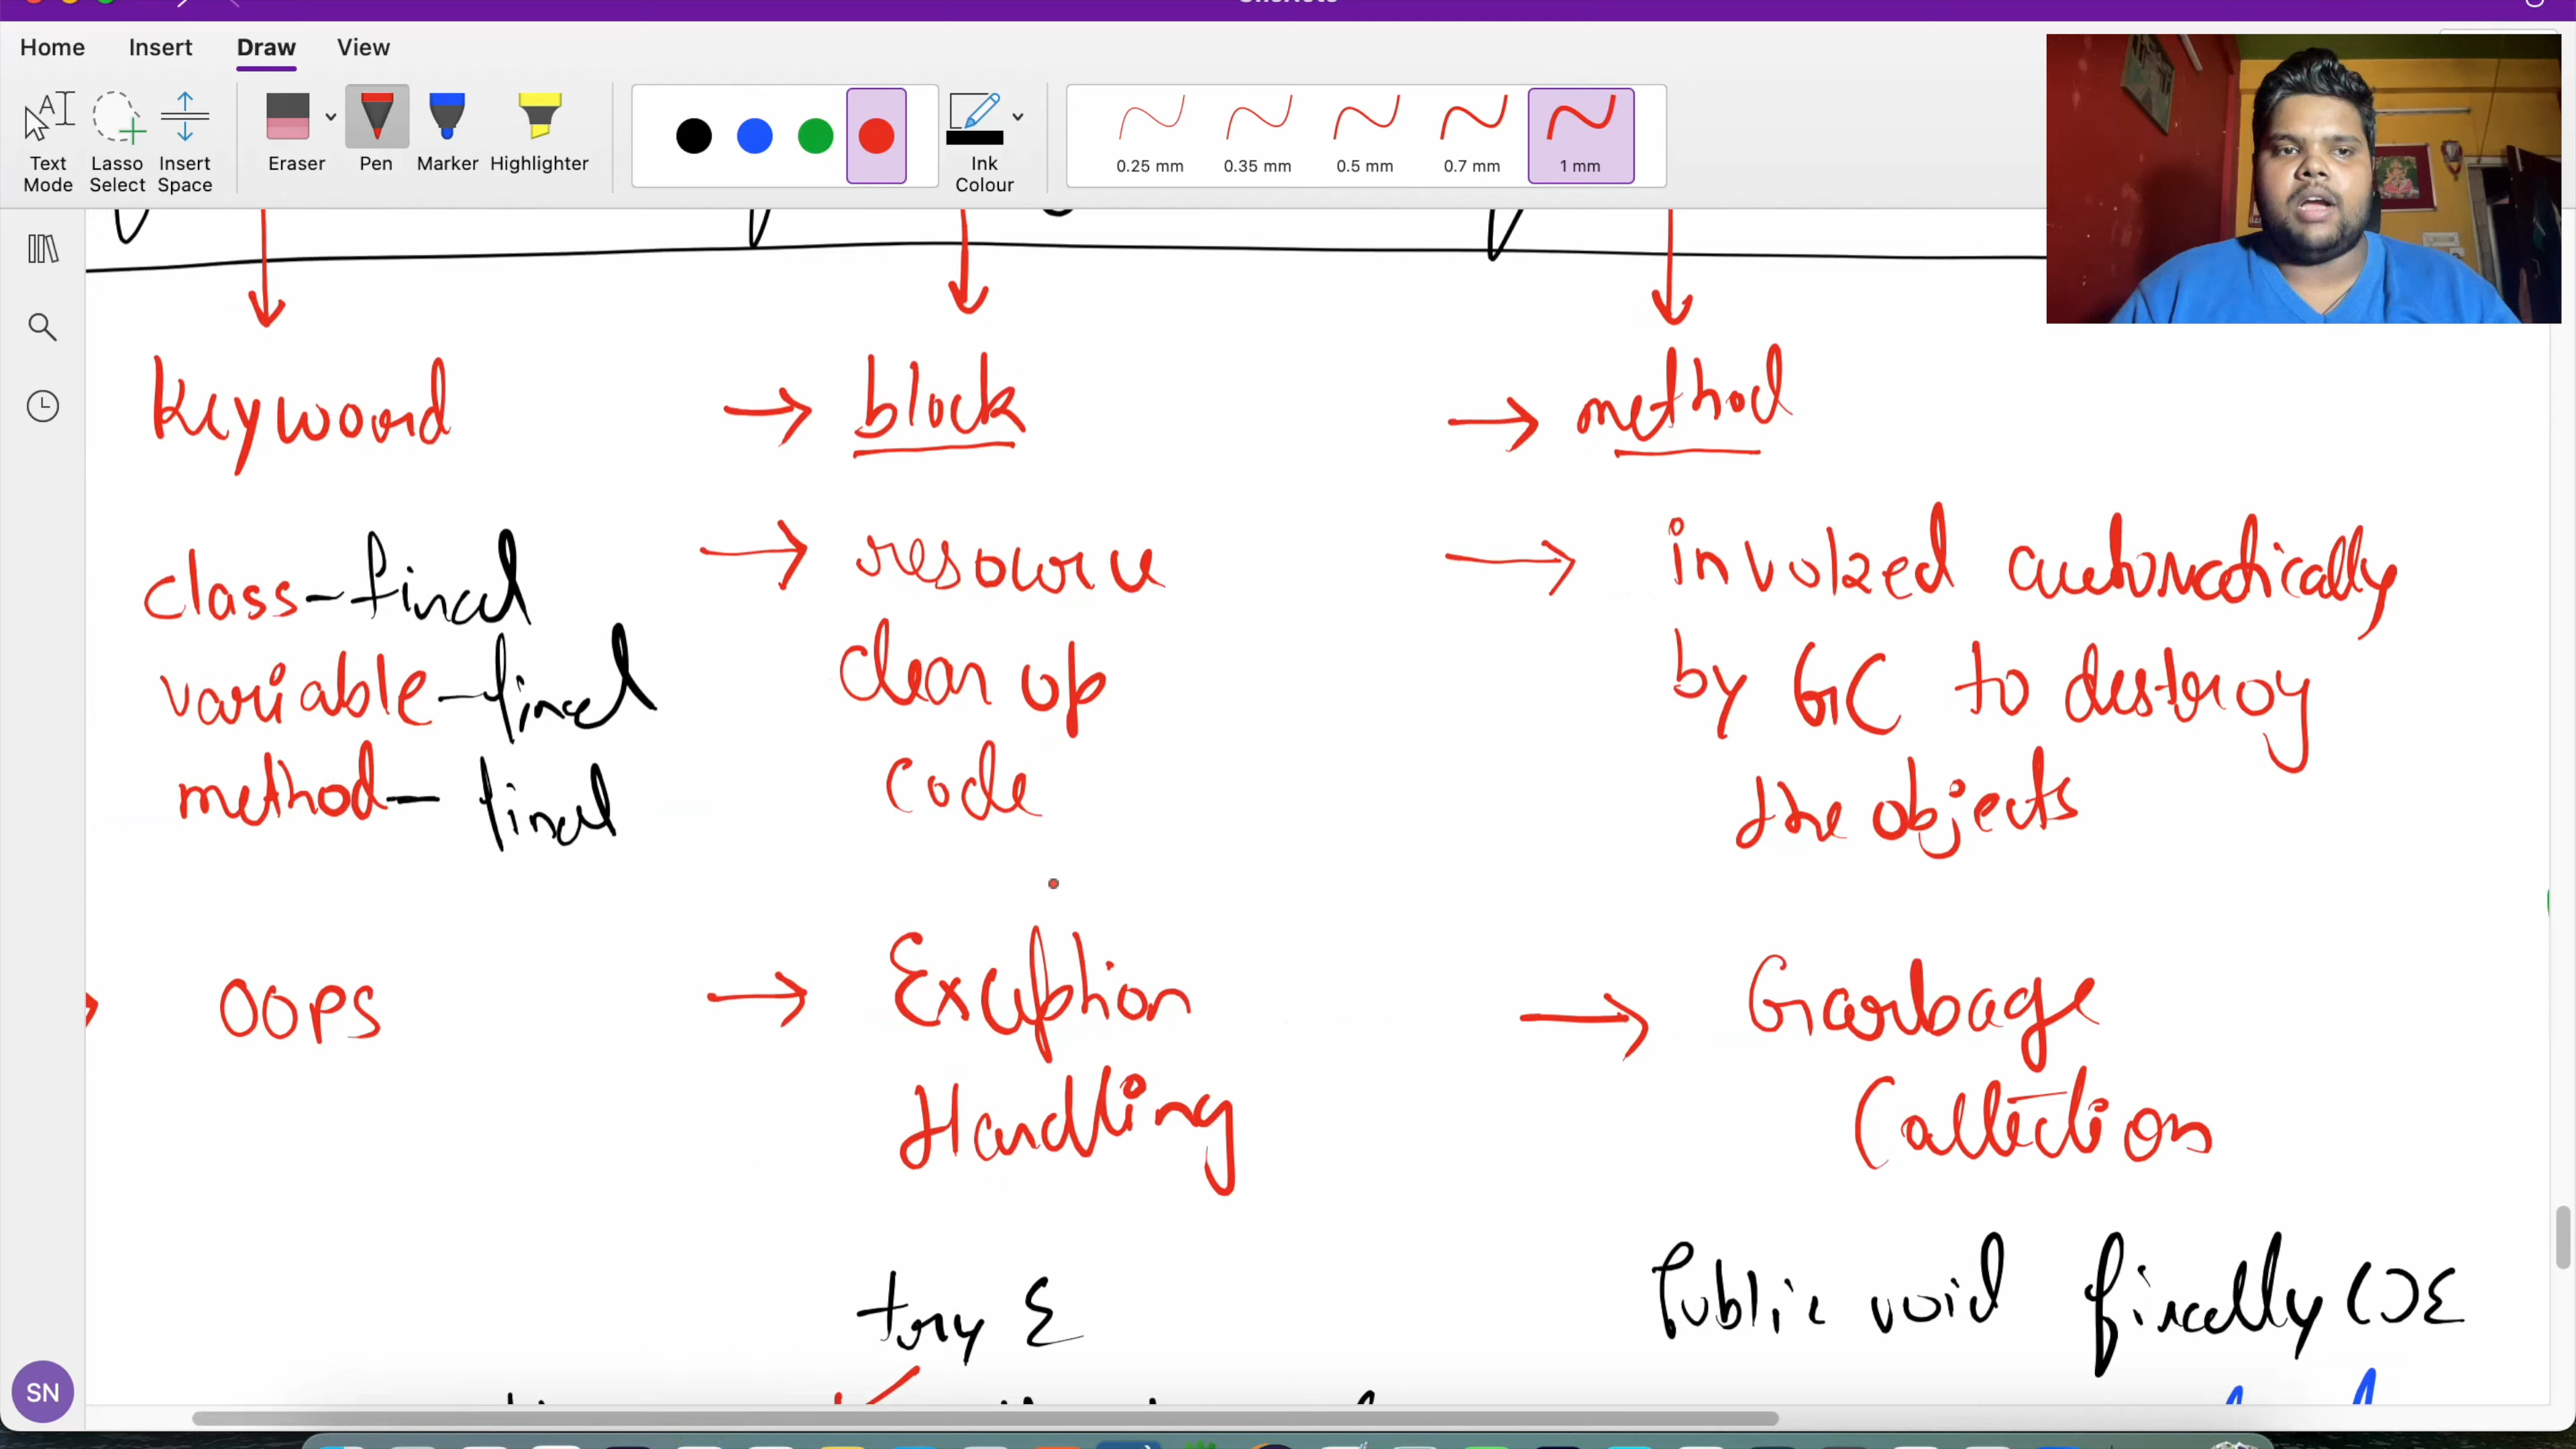 Home Insert Draw View
Text Mode
Lasso Select
Insert Space
Eraser
Pen
Marker
Highlighter
Ink Colour
0.25 mm
0.35 mm
0.5 mm
0.7 mm
1 mm
Keyword → block → method
class-final → resource → invoked automatically
variable-final clean up by GC to destroy
method- final code the objects
OOPS → Exception → Garbage
Handling Collection
try { Public void finally () {
SN